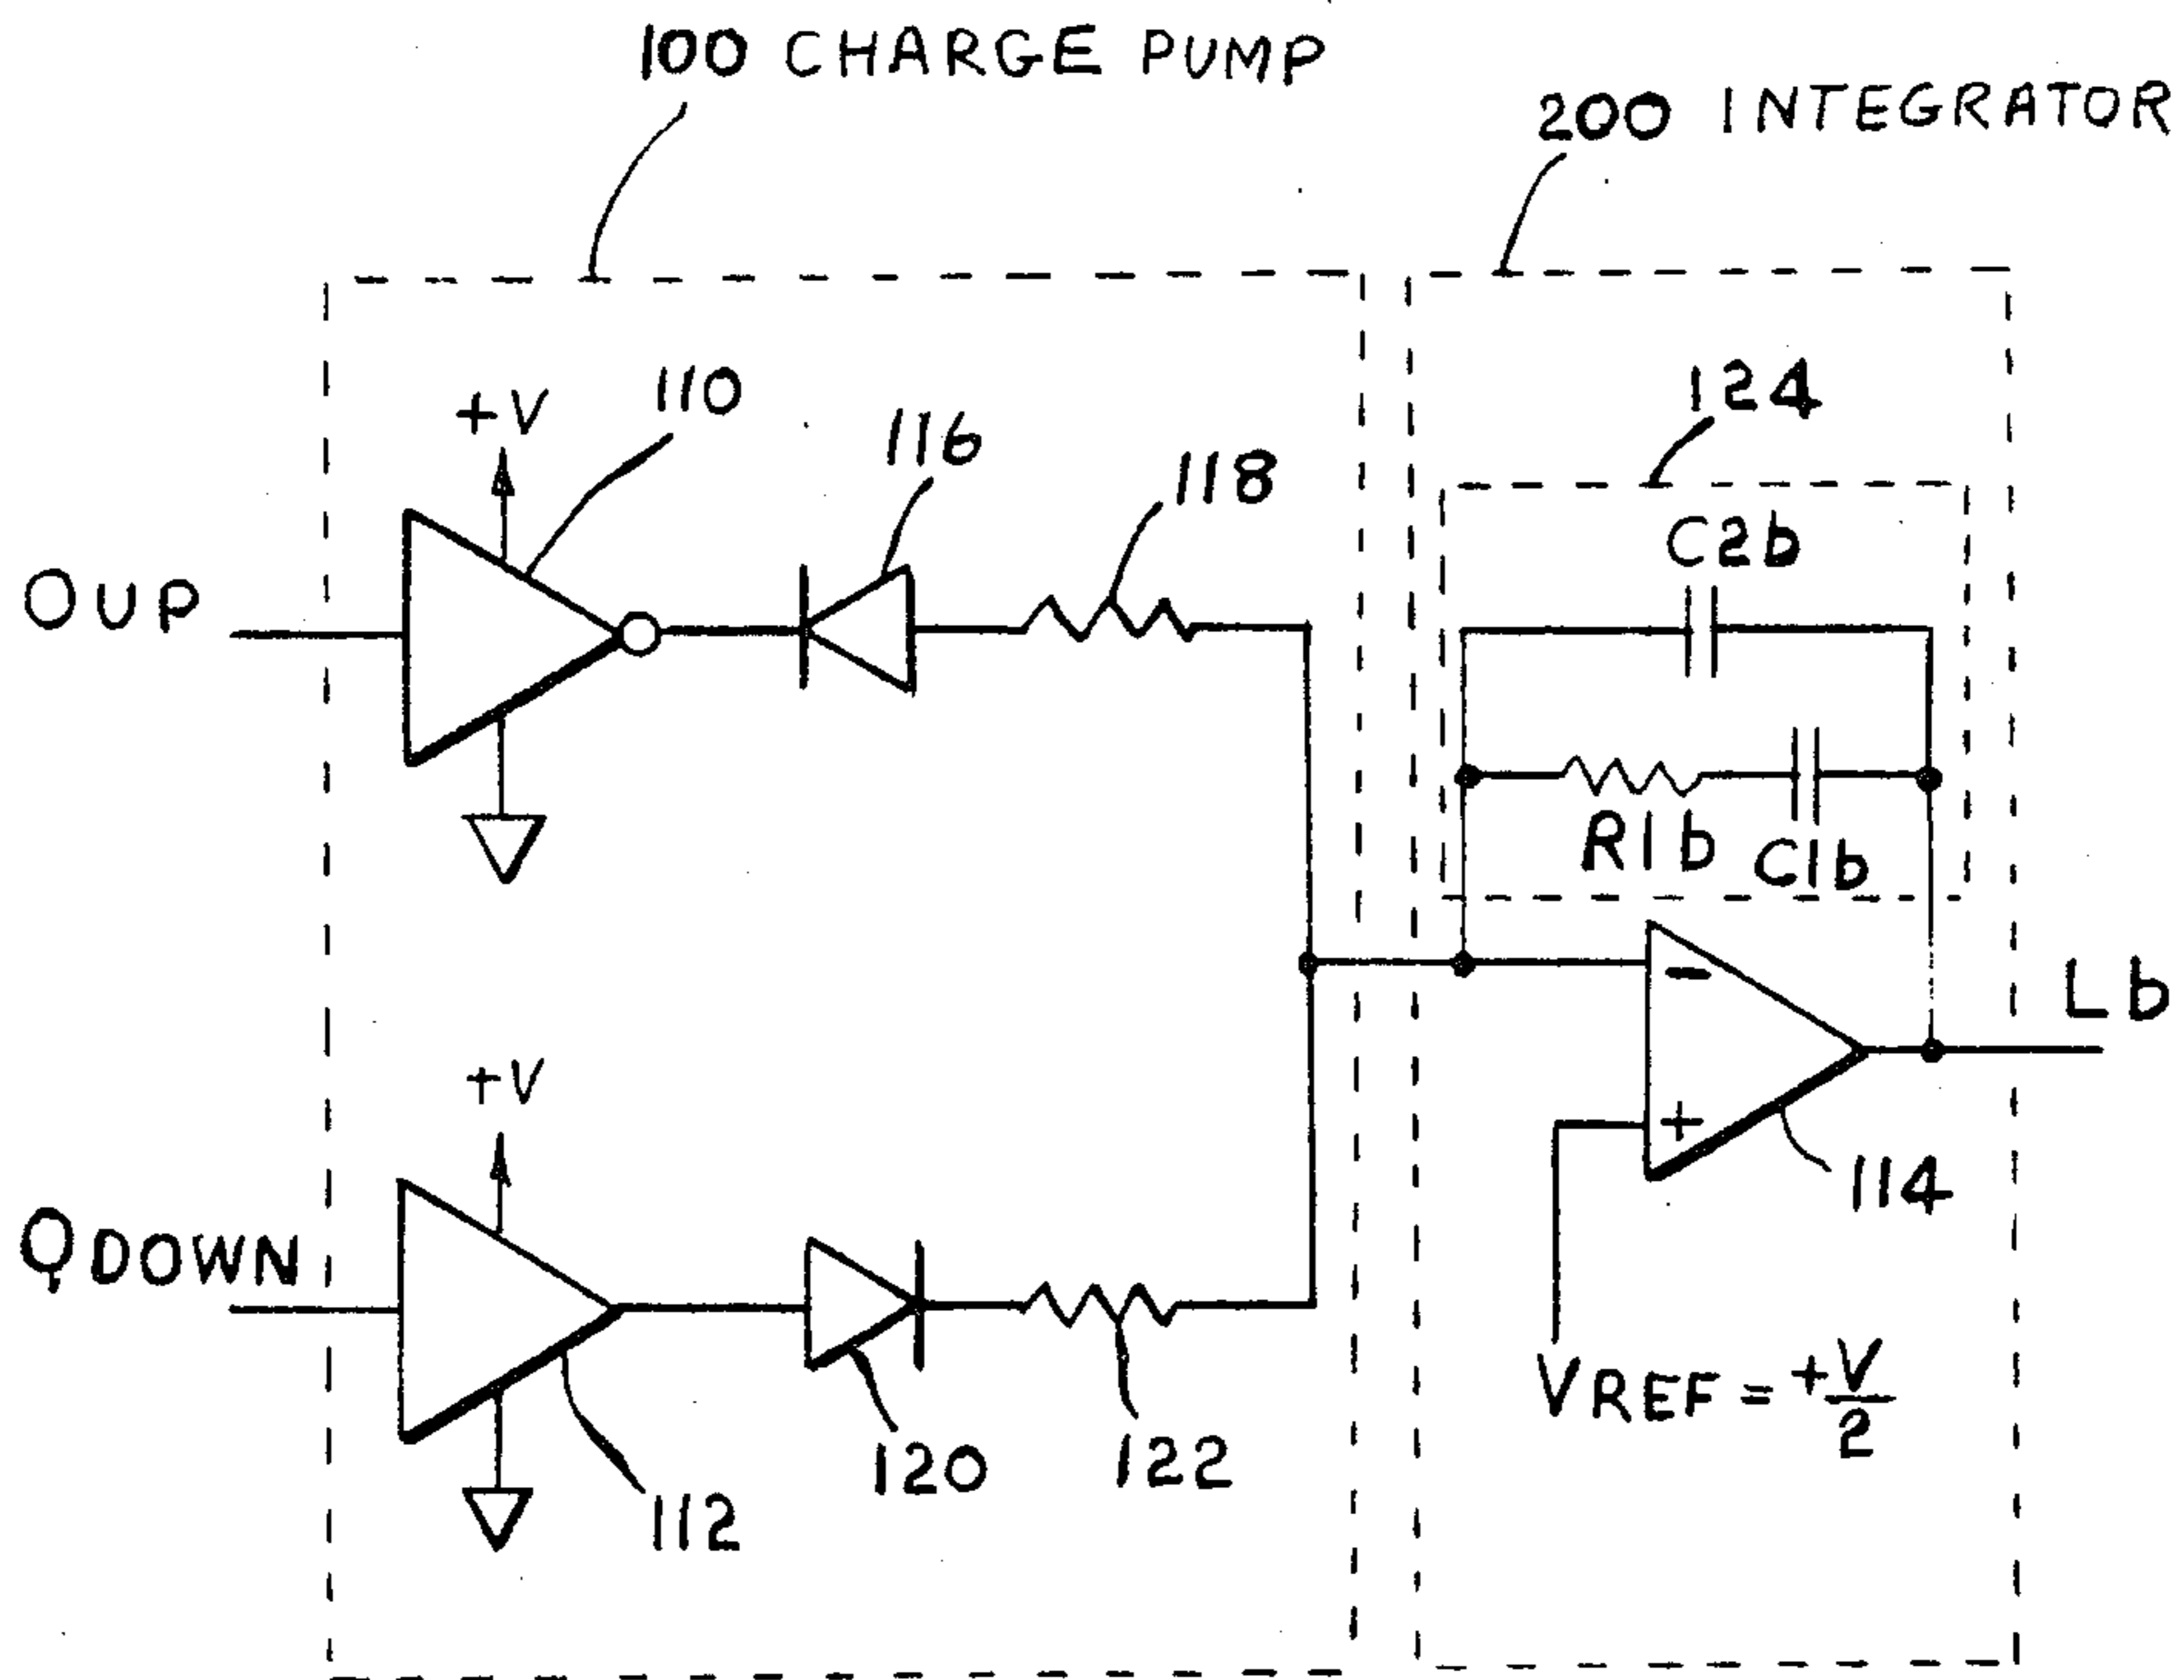 100 CHARGE PUMP
200 INTEGRATOR
124
110
+V
116
118
C2b
OUP
R1b
C1b
-
Lb
+V
+
114
QDOWN
VREF = +V/2
120
122
112